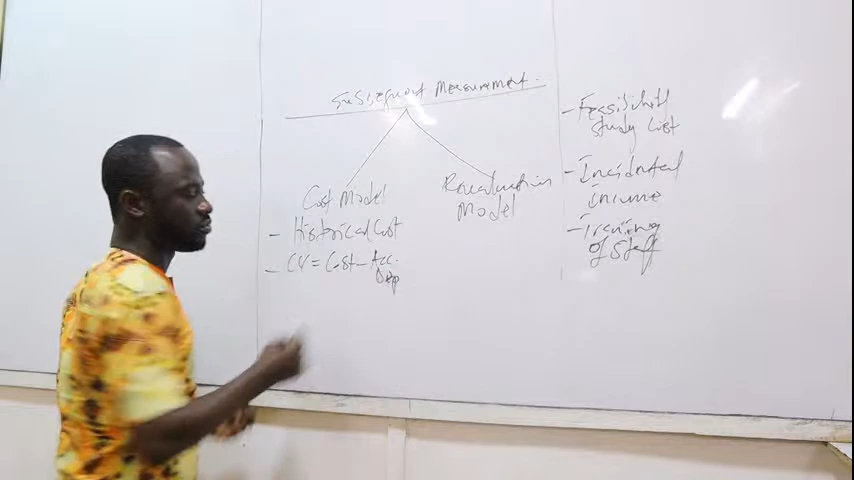 Subsequent Measurement.
Cost Model
- Historical Cost
- CV = Cost - Acc.
Dep
Revaluation
Model
- Feasibility
study Cost
- Incidental
income
- Training
of Staff